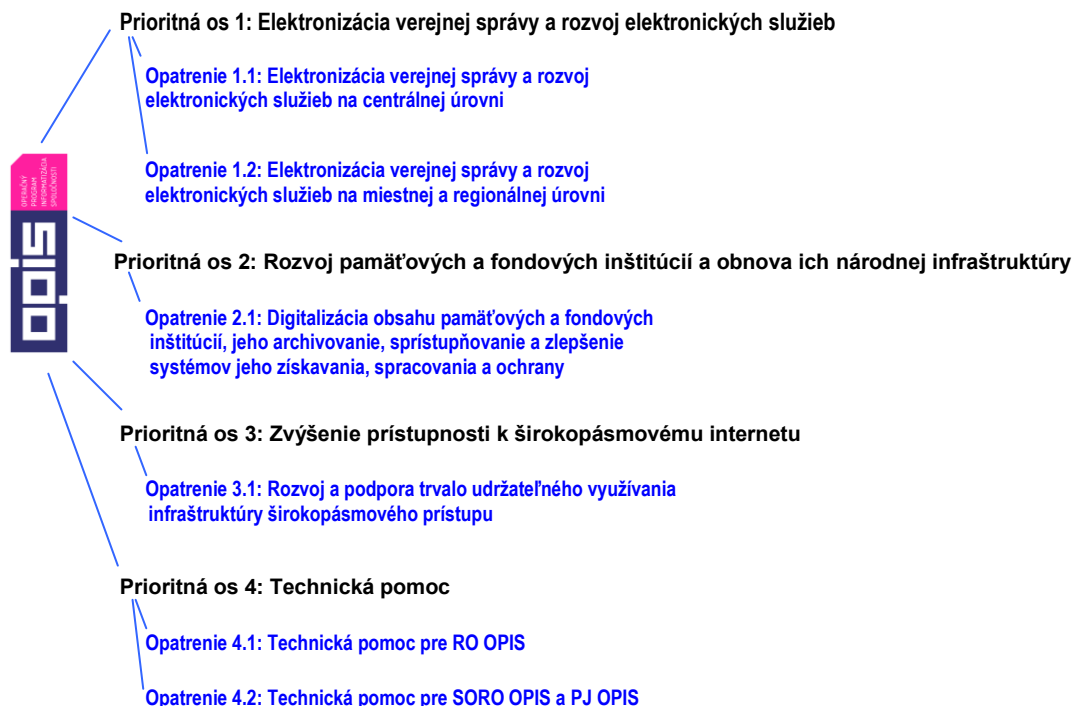 Prioritná os 1: Elektronizácia verejnej správy a rozvoj elektronických služieb
Opatrenie 1.1: Elektronizácia verejnej správy a rozvoj
elektronických služieb na centrálnej úrovni
Opatrenie 1.2: Elektronizácia verejnej správy a rozvoj
elektronických služieb na miestnej a regionálnej úrovni
OPERAČNÝ
PROGRAM
INFORMATIZÁCIA
SPOLOČNOSTI
opis
Prioritná os 2: Rozvoj pamäťových a fondových inštitúcií a obnova ich národnej infraštruktúry
Opatrenie 2.1: Digitalizácia obsahu pamäťových a fondových
inštitúcií, jeho archivovanie, sprístupňovanie a zlepšenie
systémov jeho získavania, spracovania a ochrany
Prioritná os 3: Zvýšenie prístupnosti k širokopásmovému internetu
Opatrenie 3.1: Rozvoj a podpora trvalo udržateľného využívania
infraštruktúry širokopásmového prístupu
Prioritná os 4: Technická pomoc
Opatrenie 4.1: Technická pomoc pre RO OPIS
Opatrenie 4.2: Technická pomoc pre SORO OPIS a PJ OPIS